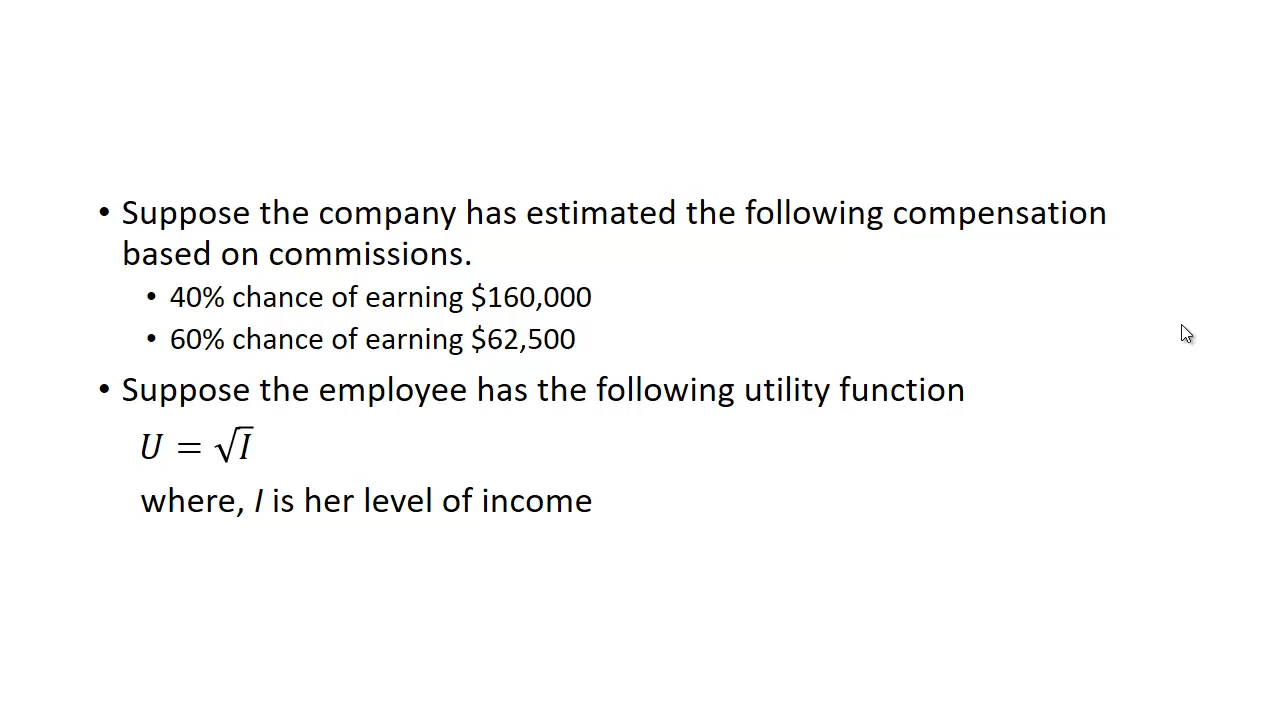 • Suppose the company has estimated the following compensation
based on commissions.
• 40% chance of earning $160,000
• 60% chance of earning $62,500
• Suppose the employee has the following utility function
U = √I
where, I is her level of income